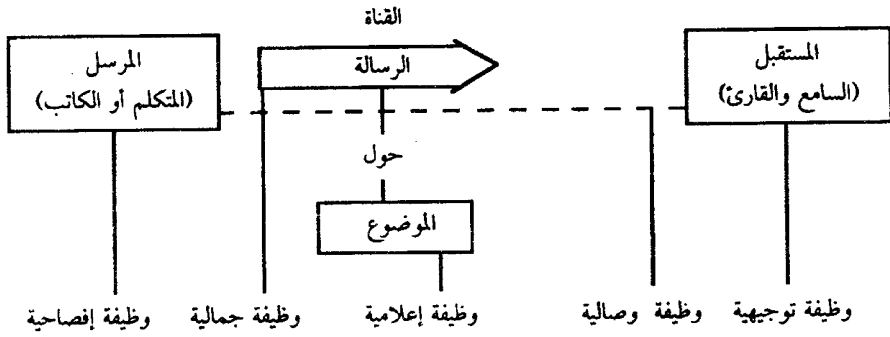 القناة
المرسل
(المتكلم أو الكاتب)
الرسالة
المستقبل
(السامع والقارئ)
حول
الموضوع
وظيفة توجيهية
وظيفة وصالية
وظيفة إعلامية
وظيفة جمالية
وظيفة إفصاحية